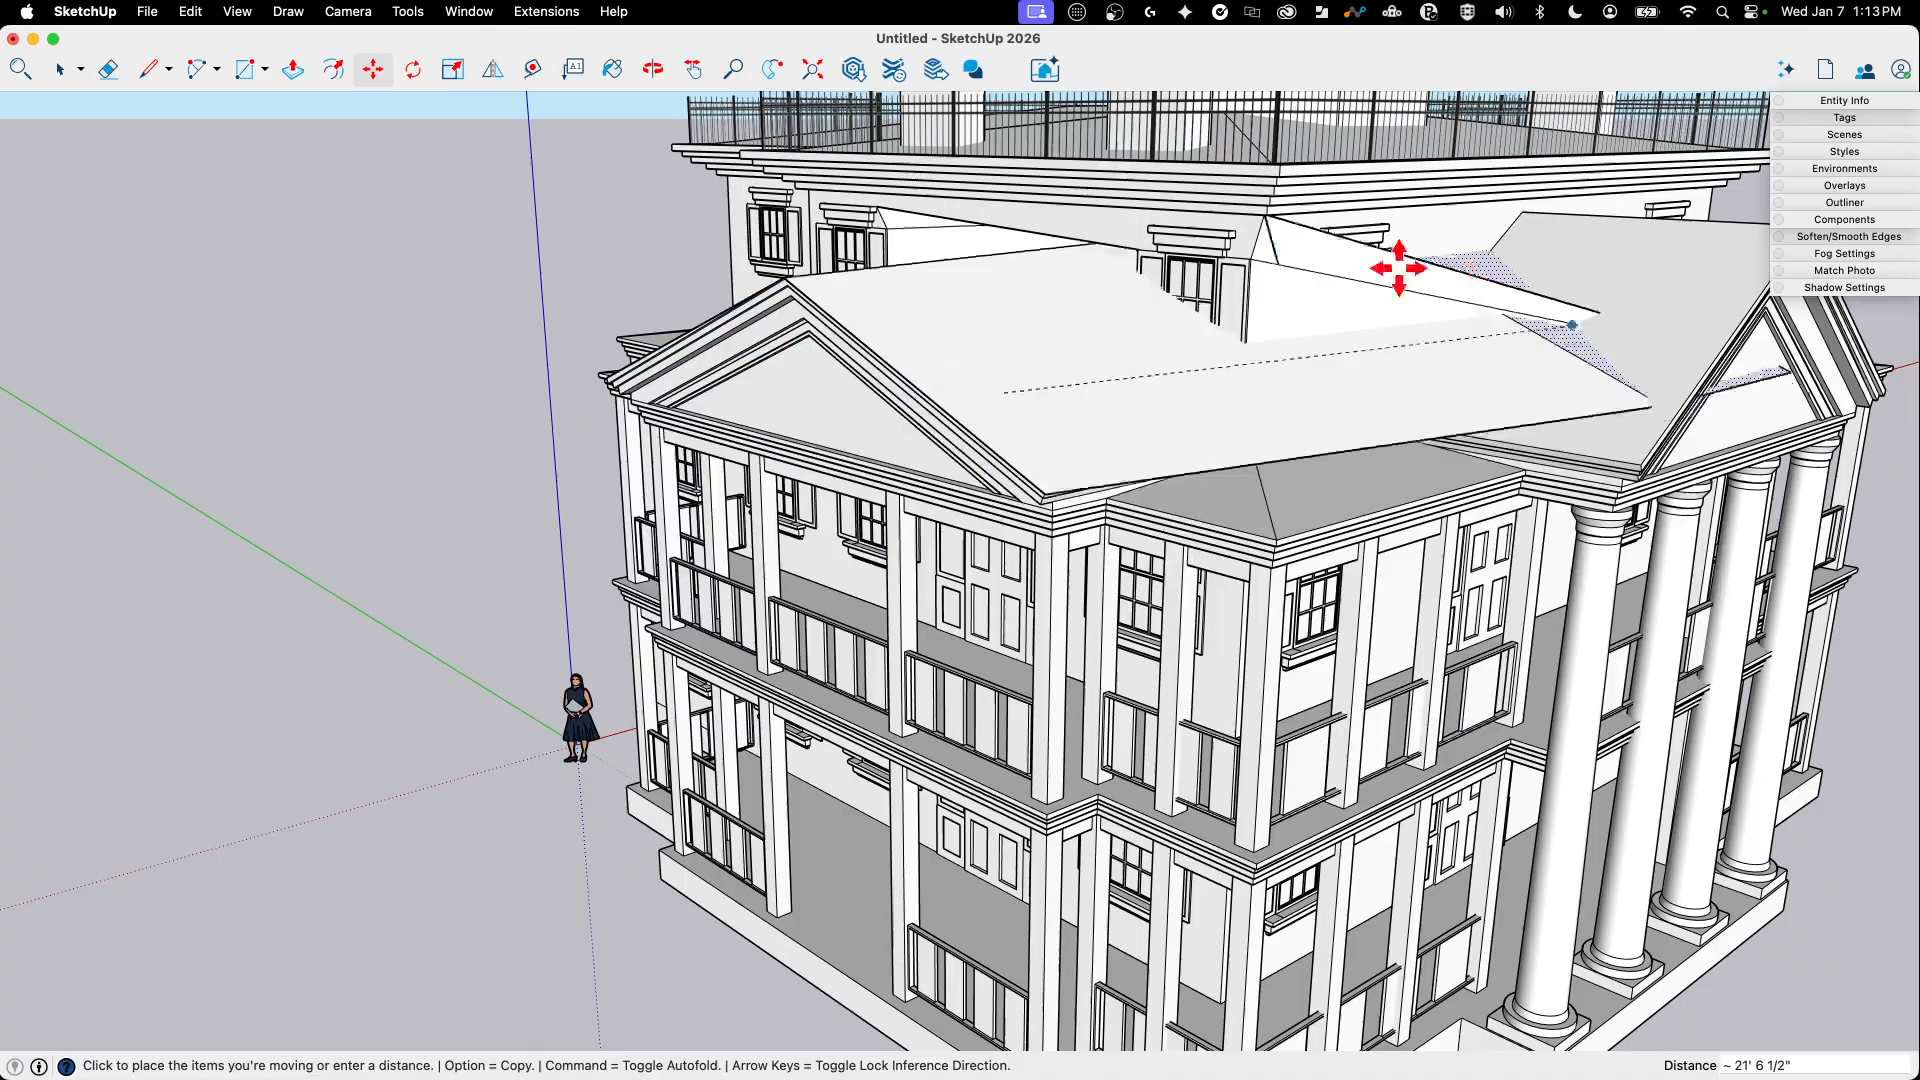 SketchUp File Edit View Draw Camera Tools Window Extensions Help
Wed Jan 7 1:13 PM
Untitled - SketchUp 2026
A1
Entity Info
Tags
Scenes
Styles
Environments
Overlays
Outliner
Components
Soften/Smooth Edges
Fog Settings
Match Photo
Shadow Settings
Click to place the items you're moving or enter a distance. | Option = Copy. | Command = Toggle Autofold. | Arrow Keys = Toggle Lock Inference Direction.
Distance ~ 21' 6 1/2"